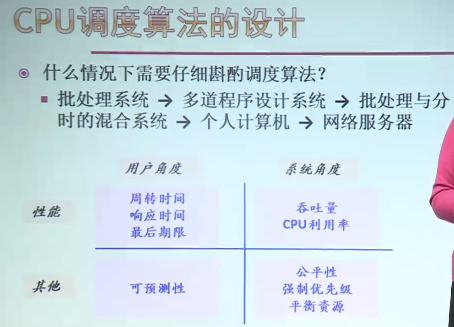 CPU调度算法的设计
什么情况下需要仔细斟酌调度算法？
批处理系统 → 多道程序设计系统 → 批处理与分
时的混合系统 → 个人计算机 → 网络服务器
用户角度 系统角度
性能
周转时间
响应时间
最后期限
吞吐量
CPU利用率
其他
可预测性
公平性
强制优先级
平衡资源